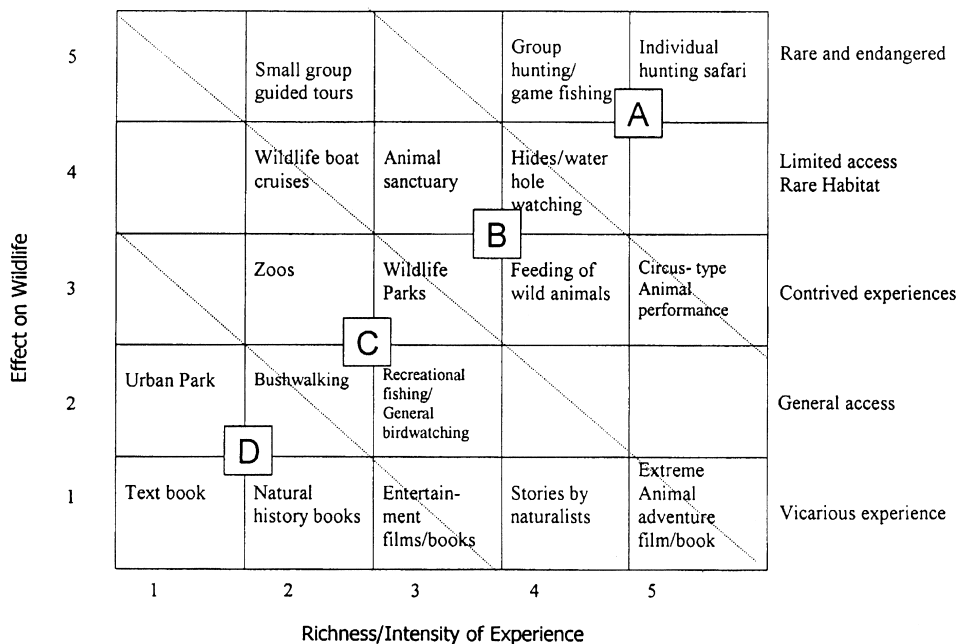 5
Small group
guided tours
Group
hunting/
game fishing
Individual
hunting safari
Rare and endangered
A
4
Wildlife boat
cruises
Animal
sanctuary
Hides/water
hole
watching
Limited access
Rare Habitat
B
Effect on Wildlife
3
Zoos
Wildlife
Parks
Feeding of
wild animals
Circus- type
Animal
performance
Contrived experiences
C
2
Urban Park
Bushwalking
Recreational
fishing/
General
birdwatching
General access
D
1
Text book
Natural
history books
Entertain-
ment
films/books
Stories by
naturalists
Extreme
Animal
adventure
film/book
Vicarious experience
1 2 3 4 5
Richness/Intensity of Experience